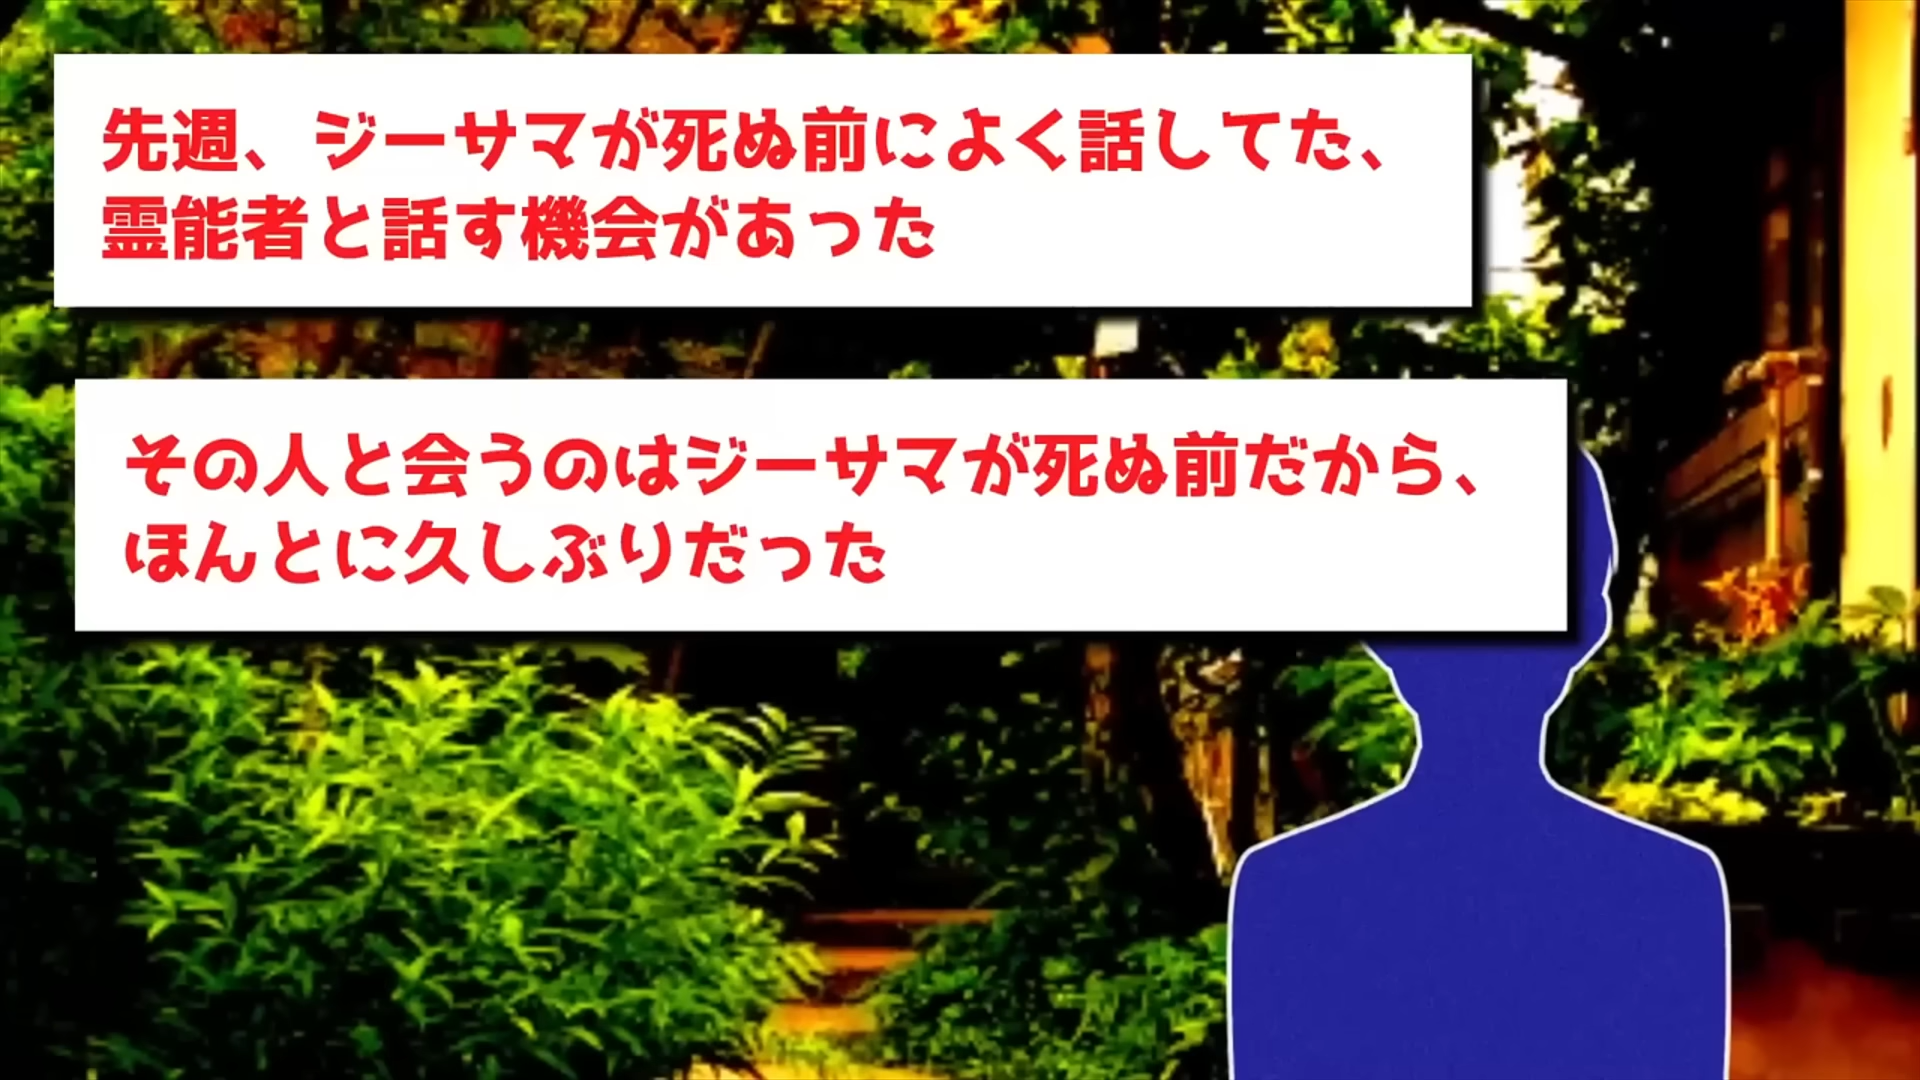 先週、ジーサマが死ぬ前によく話してた、
霊能者と話す機会があった
その人と会うのはジーサマが死ぬ前だから、
ほんとに久しぶりだった